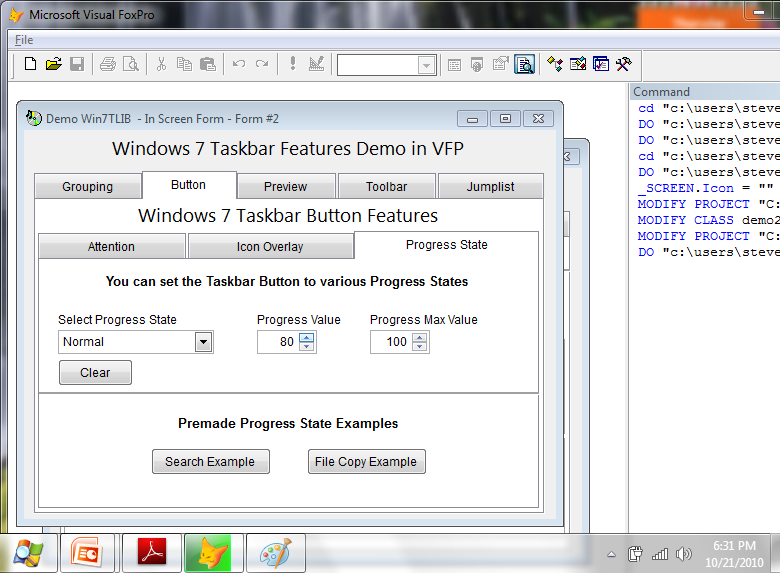 Microsoft Visual FoxPro
File
Command
cd "c:\users\steve
DO "c:\users\steve
DO "c:\users\steve
cd "c:\users\steve
DO "c:\users\steve
_SCREEN.Icon = ""
MODIFY PROJECT "C:
MODIFY CLASS demo2
MODIFY PROJECT "C:
DO "c:\users\steve
Demo Win7TLIB - In Screen Form - Form #2
Windows 7 Taskbar Features Demo in VFP
Grouping Button Preview Toolbar Jumplist
Windows 7 Taskbar Button Features
Attention Icon Overlay Progress State
You can set the Taskbar Button to various Progress States
Select Progress State Progress Value Progress Max Value
Normal 80 100
Clear
Premade Progress State Examples
Search Example File Copy Example
6:31 PM
10/21/2010